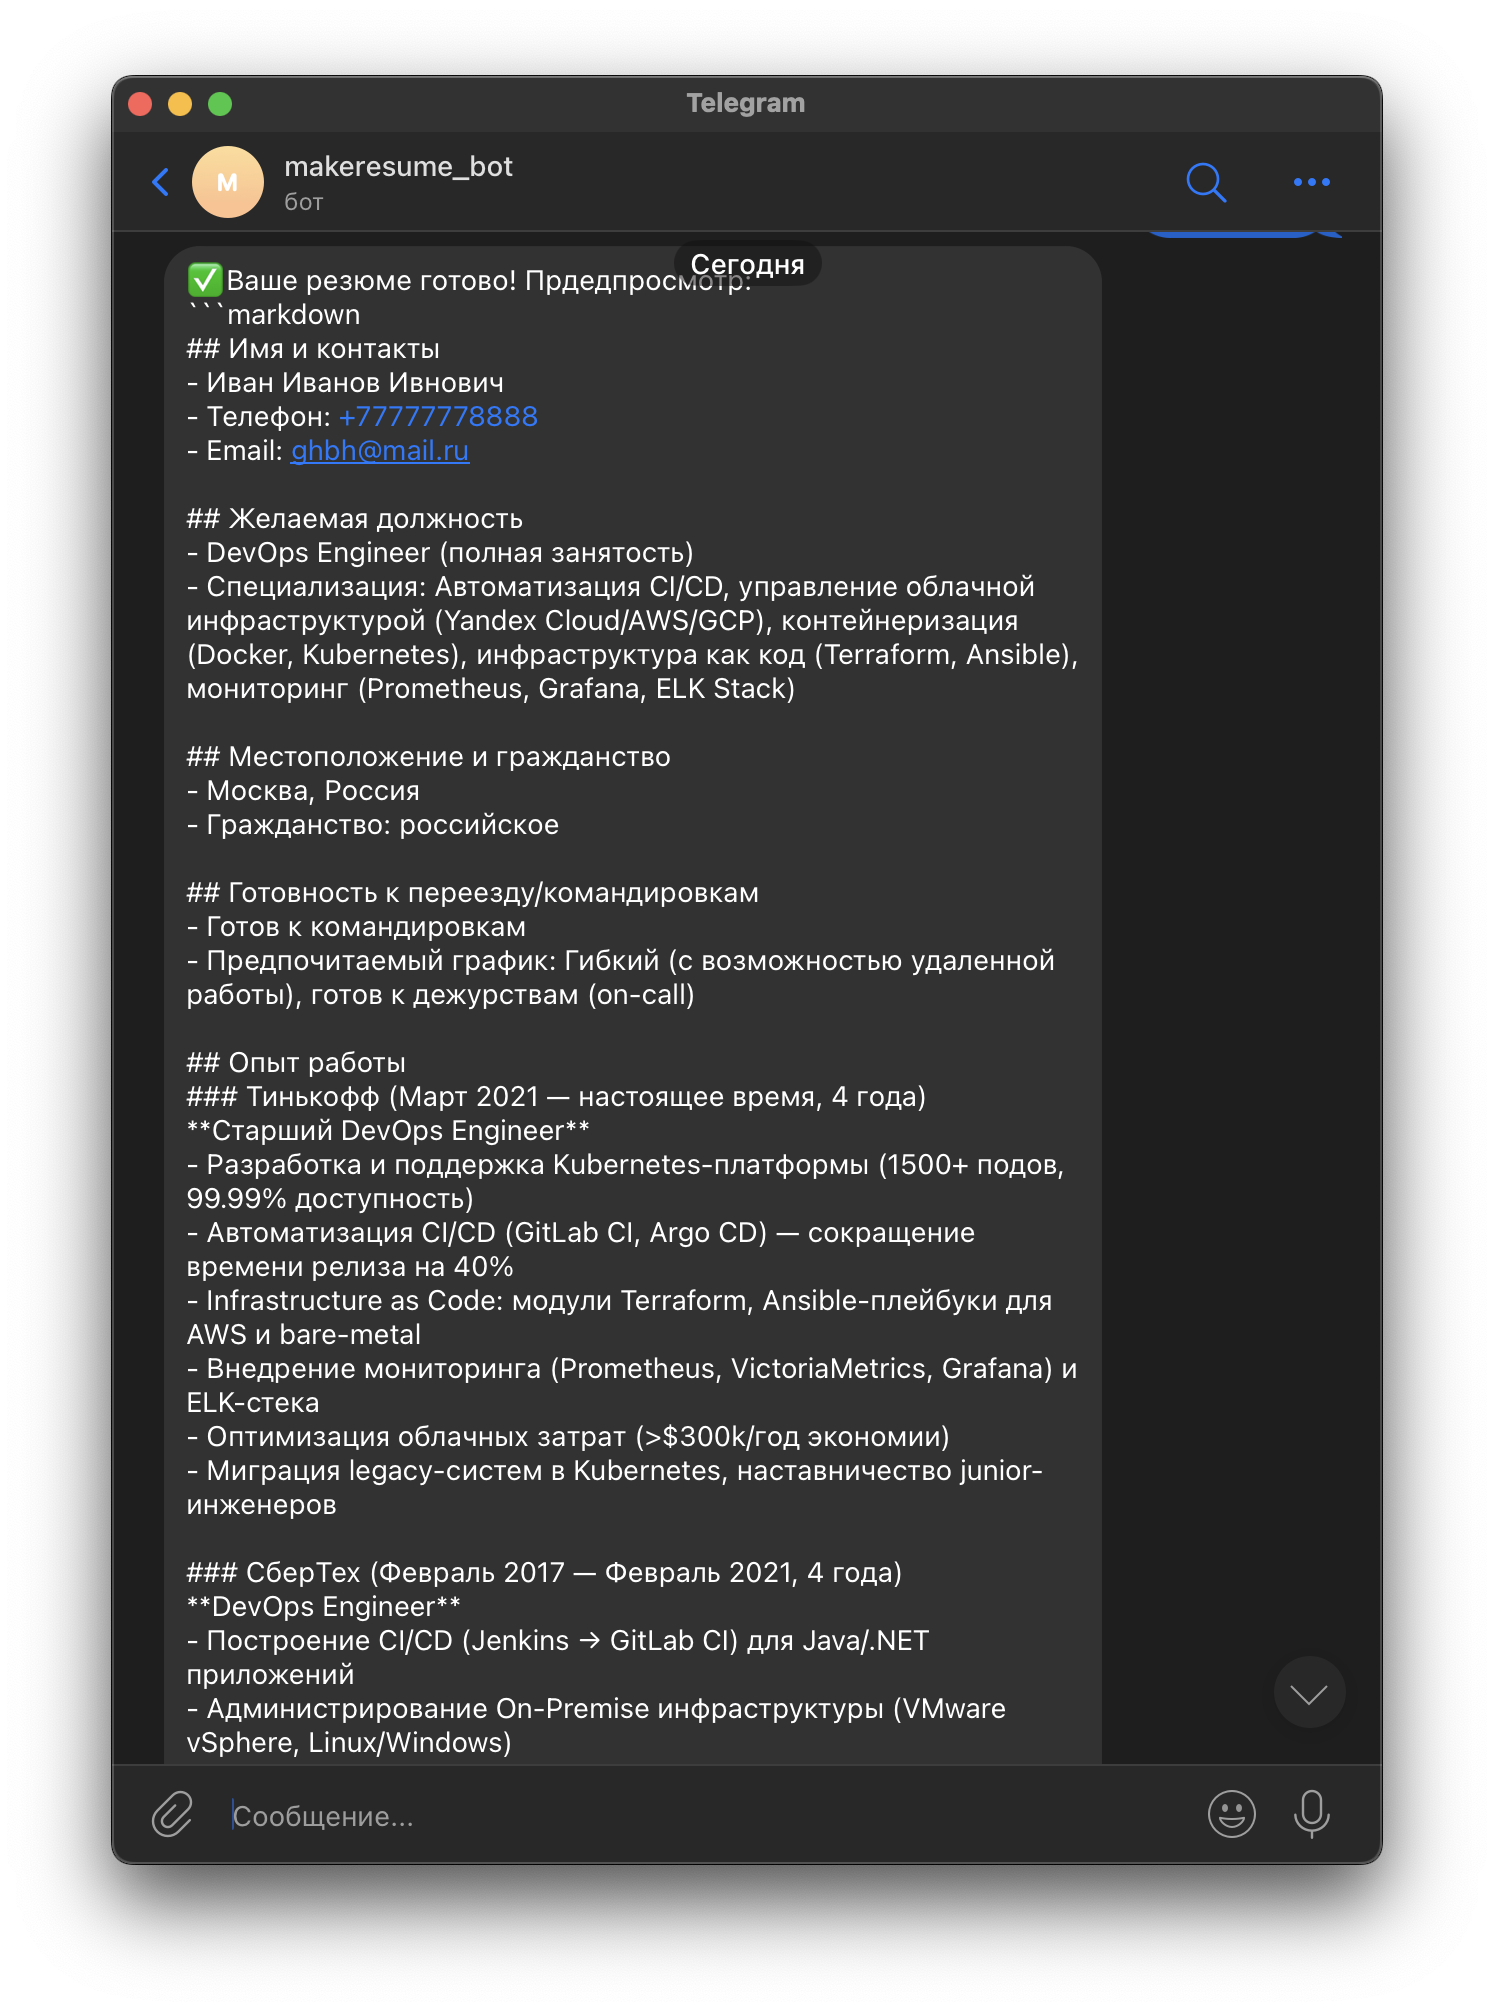 Telegram
M
makeresume_bot
бот
Сегодня
✅Ваше резюме готово! Прдедпросмотр:
```markdown
## Имя и контакты
- Иван Иванов Ивнович
- Телефон: +77777778888
- Email: ghbh@mail.ru
## Желаемая должность
- DevOps Engineer (полная занятость)
- Специализация: Автоматизация CI/CD, управление облачной
инфраструктурой (Yandex Cloud/AWS/GCP), контейнеризация
(Docker, Kubernetes), инфраструктура как код (Terraform, Ansible),
мониторинг (Prometheus, Grafana, ELK Stack)
## Местоположение и гражданство
- Москва, Россия
- Гражданство: российское
## Готовность к переезду/командировкам
- Готов к командировкам
- Предпочитаемый график: Гибкий (с возможностью удаленной
работы), готов к дежурствам (on-call)
## Опыт работы
### Тинькофф (Март 2021 — настоящее время, 4 года)
**Старший DevOps Engineer**
- Разработка и поддержка Kubernetes-платформы (1500+ подов,
99.99% доступность)
- Автоматизация CI/CD (GitLab CI, Argo CD) — сокращение
времени релиза на 40%
- Infrastructure as Code: модули Terraform, Ansible-плейбуки для
AWS и bare-metal
- Внедрение мониторинга (Prometheus, VictoriaMetrics, Grafana) и
ELK-стека
- Оптимизация облачных затрат (>$300k/год экономии)
- Миграция legacy-систем в Kubernetes, наставничество junior-
инженеров
### СберТех (Февраль 2017 — Февраль 2021, 4 года)
**DevOps Engineer**
- Построение CI/CD (Jenkins → GitLab CI) для Java/.NET
приложений
- Администрирование On-Premise инфраструктуры (VMware
vSphere, Linux/Windows)
Сообщение...